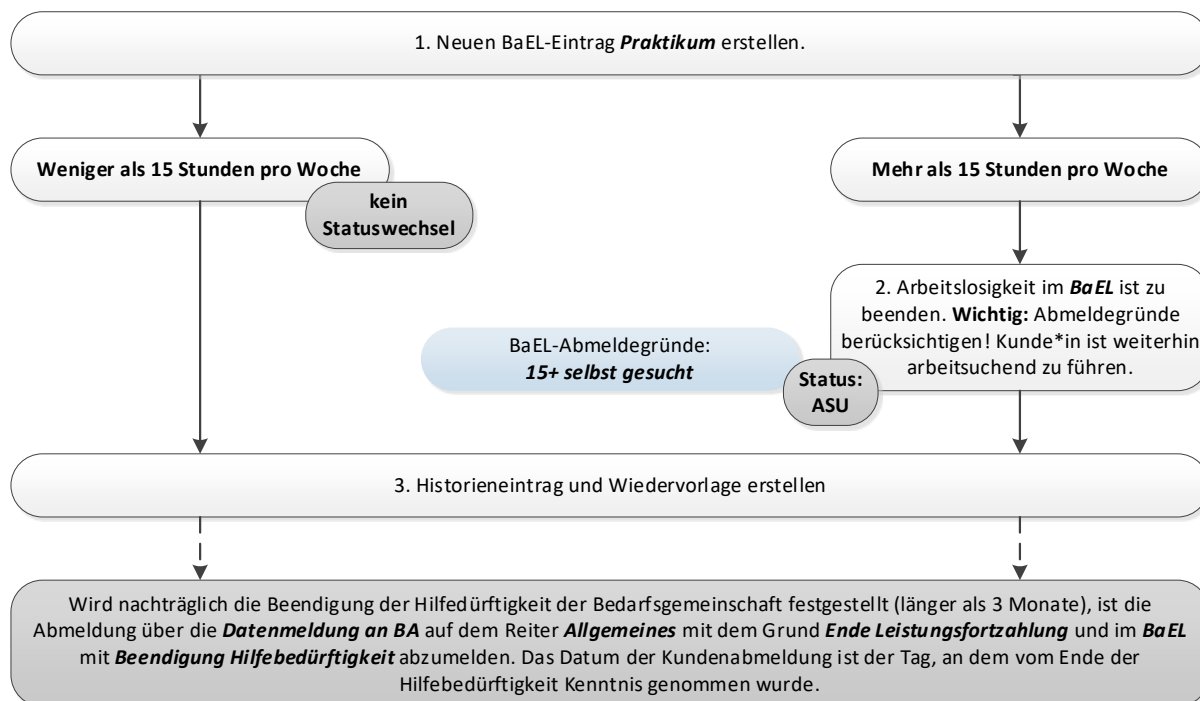 1. Neuen BaEL-Eintrag Praktikum erstellen.
Weniger als 15 Stunden pro Woche
kein
Statuswechsel
Mehr als 15 Stunden pro Woche
2. Arbeitslosigkeit im BaEL ist zu
beenden. Wichtig: Abmeldegründe
berücksichtigen! Kunde*in ist weiterhin
arbeitsuchend zu führen.
BaEL-Abmeldegründe:
15+ selbst gesucht
Status:
ASU
3. Historieneintrag und Wiedervorlage erstellen
Wird nachträglich die Beendigung der Hilfedürftigkeit der Bedarfsgemeinschaft festgestellt (länger als 3 Monate), ist die
Abmeldung über die Datenmeldung an BA auf dem Reiter Allgemeines mit dem Grund Ende Leistungsfortzahlung und im BaEL
mit Beendigung Hilfebedürftigkeit abzumelden. Das Datum der Kundenabmeldung ist der Tag, an dem vom Ende der
Hilfebedürftigkeit Kenntnis genommen wurde.